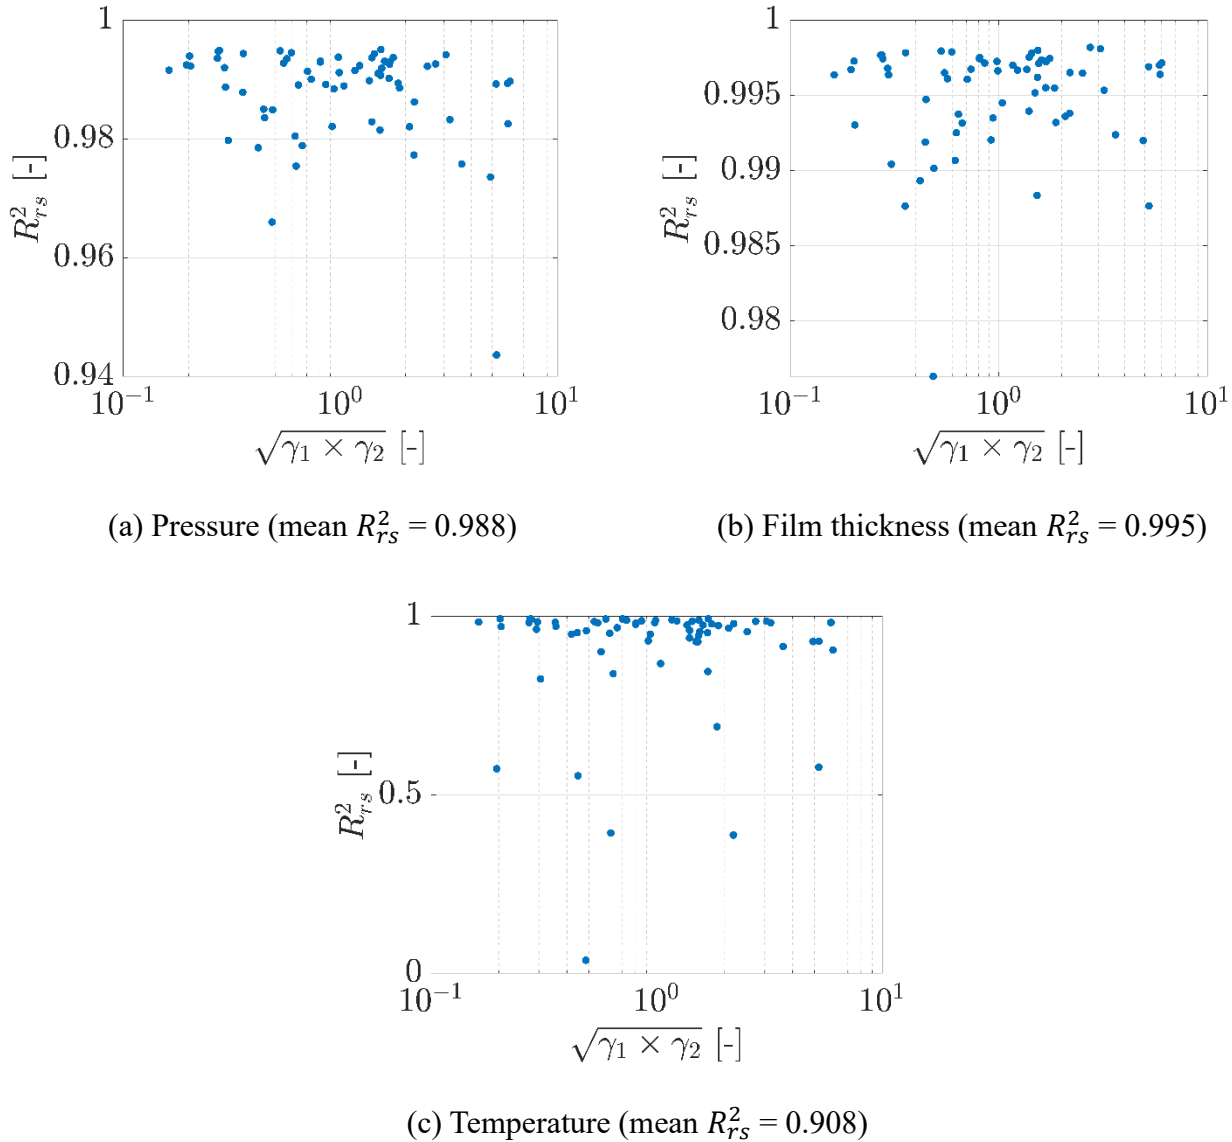 1
0.98
0.96
0.94
R²rs [-]
10⁻¹ 10⁰ 10¹
√γ₁ × γ₂ [-]
(a) Pressure (mean R²rs = 0.988)
1
0.995
0.99
0.985
0.98
R²rs [-]
10⁻¹ 10⁰ 10¹
√γ₁ × γ₂ [-]
(b) Film thickness (mean R²rs = 0.995)
1
0.5
0
R²rs [-]
10⁻¹ 10⁰ 10¹
√γ₁ × γ₂ [-]
(c) Temperature (mean R²rs = 0.908)